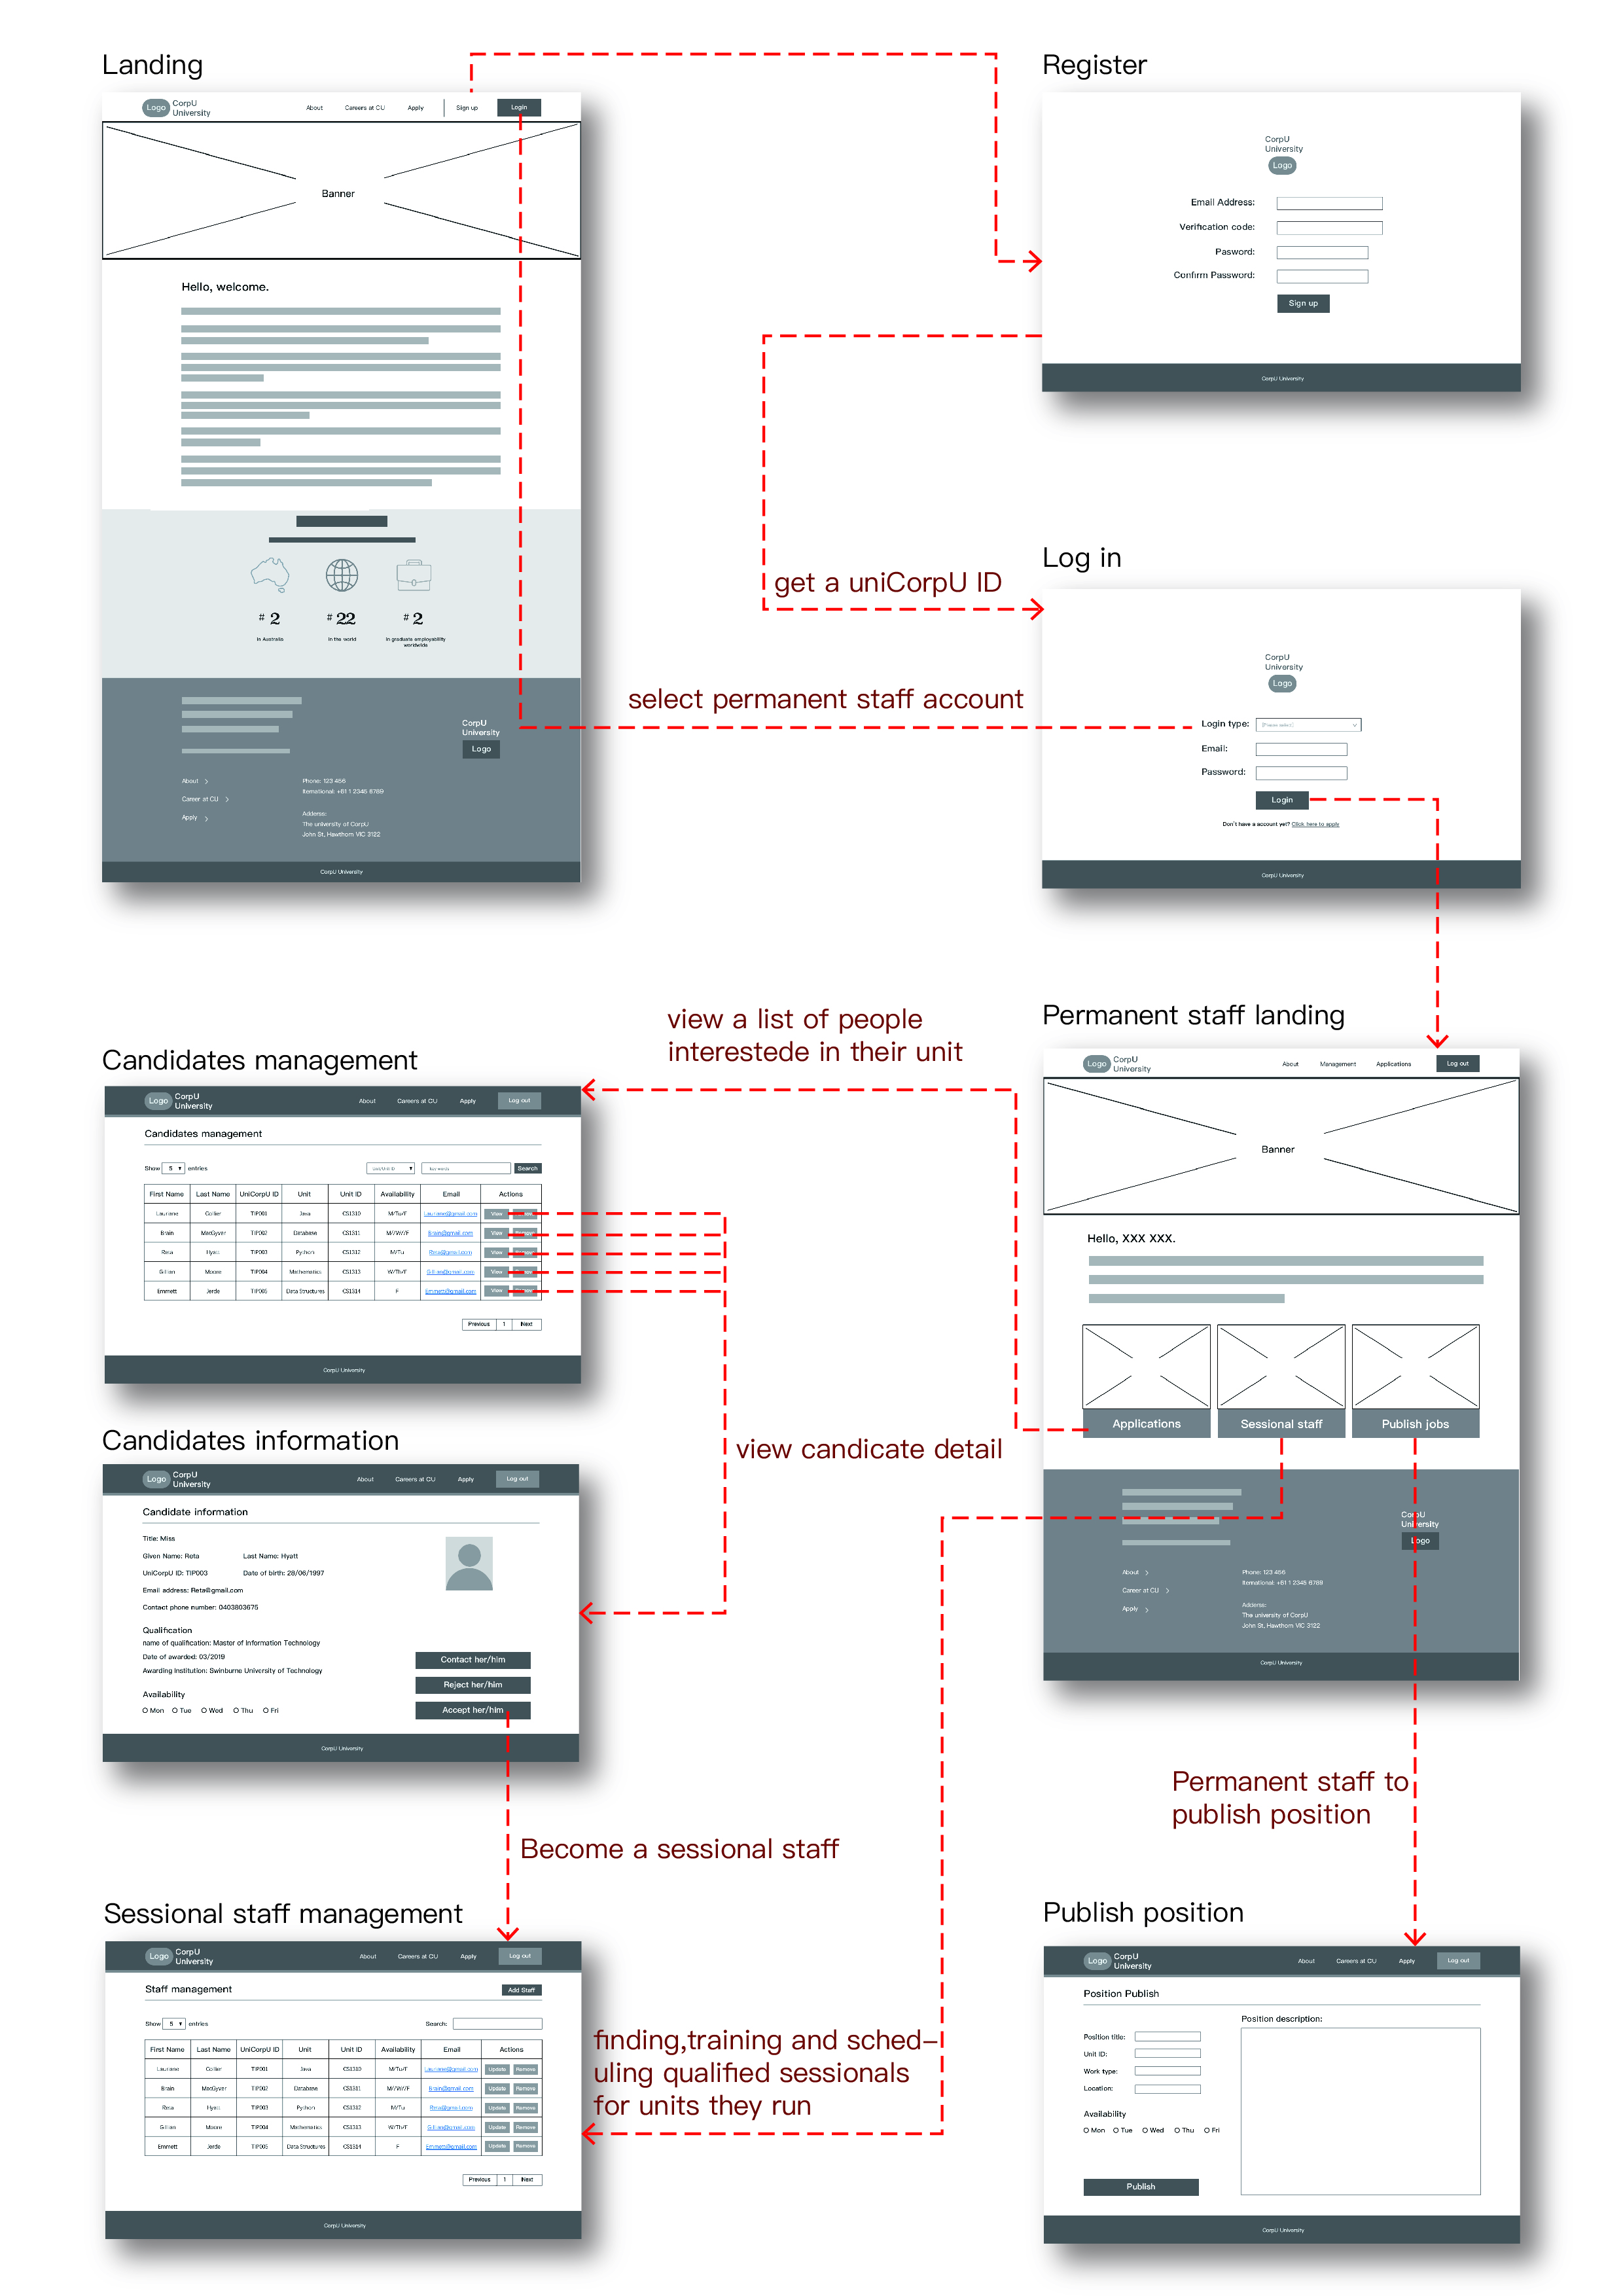 Landing
Logo
CorpU
University
About
Careers at CU
Apply
Sign up
Login
Banner
Hello, welcome.
# 2
# 22
# 2
In Australia
In the world
In graduate employability
worldwide
CorpU
University
Logo
About
Career at CU
Apply
Phone: 123 456
Iternational: +61 1 2345 6789
Adderss:
The university of CorpU
John St, Hawthorn VIC 3122
CorpU University
Register
CorpU
University
Logo
Email Address:
Verification code:
Pasword:
Confirm Password:
Sign up
CorpU University
get a uniCorpU ID
select permanent staff account
Log in
CorpU
University
Logo
Login type:
Email:
Password:
Login
Don't have a account yet? Click here to apply
CorpU University
view a list of people
interestede in their unit
Candidates management
Logo
CorpU
University
About
Careers at CU
Apply
Log out
Candidates management
Show 5 entries
Search
First Name Last Name UniCorpU ID Unit Unit ID Availability Email Actions
Laurane Collier TIP001 Java CS1310 M/Tu/F Laurane@gmail.com View
Brain MacGyver TIP002 Database CS1311 M//W//F Brain@gmail.com View
Reta Hyatt TIP003 Python CS1312 M/Tu Reta@gmail.com View
Gillian Moore TIP004 Mathematics CS1313 W/Th/F Gillian@gmail.com View
Emmett Jerde TIP005 Data Structures CS1314 F Emmett@gmail.com View
Previous 1 Next
CorpU University
Permanent staff landing
Logo
CorpU
University
About
Management
Applications
Log out
Banner
Hello, XXX XXX.
Applications
Sessional staff
Publish jobs
CorpU
University
Logo
About
Career at CU
Apply
Phone: 123 456
Iternational: +61 1 2345 6789
Adderss:
The university of CorpU
John St, Hawthorn VIC 3122
CorpU University
view candicate detail
Candidates information
Logo
CorpU
University
About
Careers at CU
Apply
Log out
Candidate information
Title: Miss
Given Name: Reta
Last Name: Hyatt
UniCorpU ID: TIP003
Date of birth: 28/06/1997
Email address: Reta@gmail.com
Contact phone number: 0403803675
Qualification
name of qualification: Master of Information Technology
Date of awarded: 03/2019
Awarding Institution: Swinburne University of Technology
Availability
Mon Tue Wed Thu Fri
Contact her/him
Reject her/him
Accept her/him
CorpU University
Become a sessional staff
Permanent staff to
publish position
Sessional staff management
Logo
CorpU
University
About
Careers at CU
Apply
Log out
Staff management
Add Staff
Show 5 entries
Search:
First Name Last Name UniCorpU ID Unit Unit ID Availability Email Actions
Laurane Collier TIP001 Java CS1310 M/Tu/F Laurane@gmail.com Update Remove
Brain MacGyver TIP002 Database CS1311 M//W//F Brain@gmail.com Update Remove
Reta Hyatt TIP003 Python CS1312 M/Tu Reta@gmail.com Update Remove
Gillian Moore TIP004 Mathematics CS1313 W/Th/F Gillian@gmail.com Update Remove
Emmett Jerde TIP005 Data Structures CS1314 F Emmett@gmail.com Update Remove
Previous 1 Next
CorpU University
finding,training and sched-
uling qualified sessionals
for units they run
Publish position
Logo
CorpU
University
About
Careers at CU
Apply
Log out
Position Publish
Position title:
Unit ID:
Work type:
Location:
Availability
Mon Tue Wed Thu Fri
Publish
Position description:
CorpU University